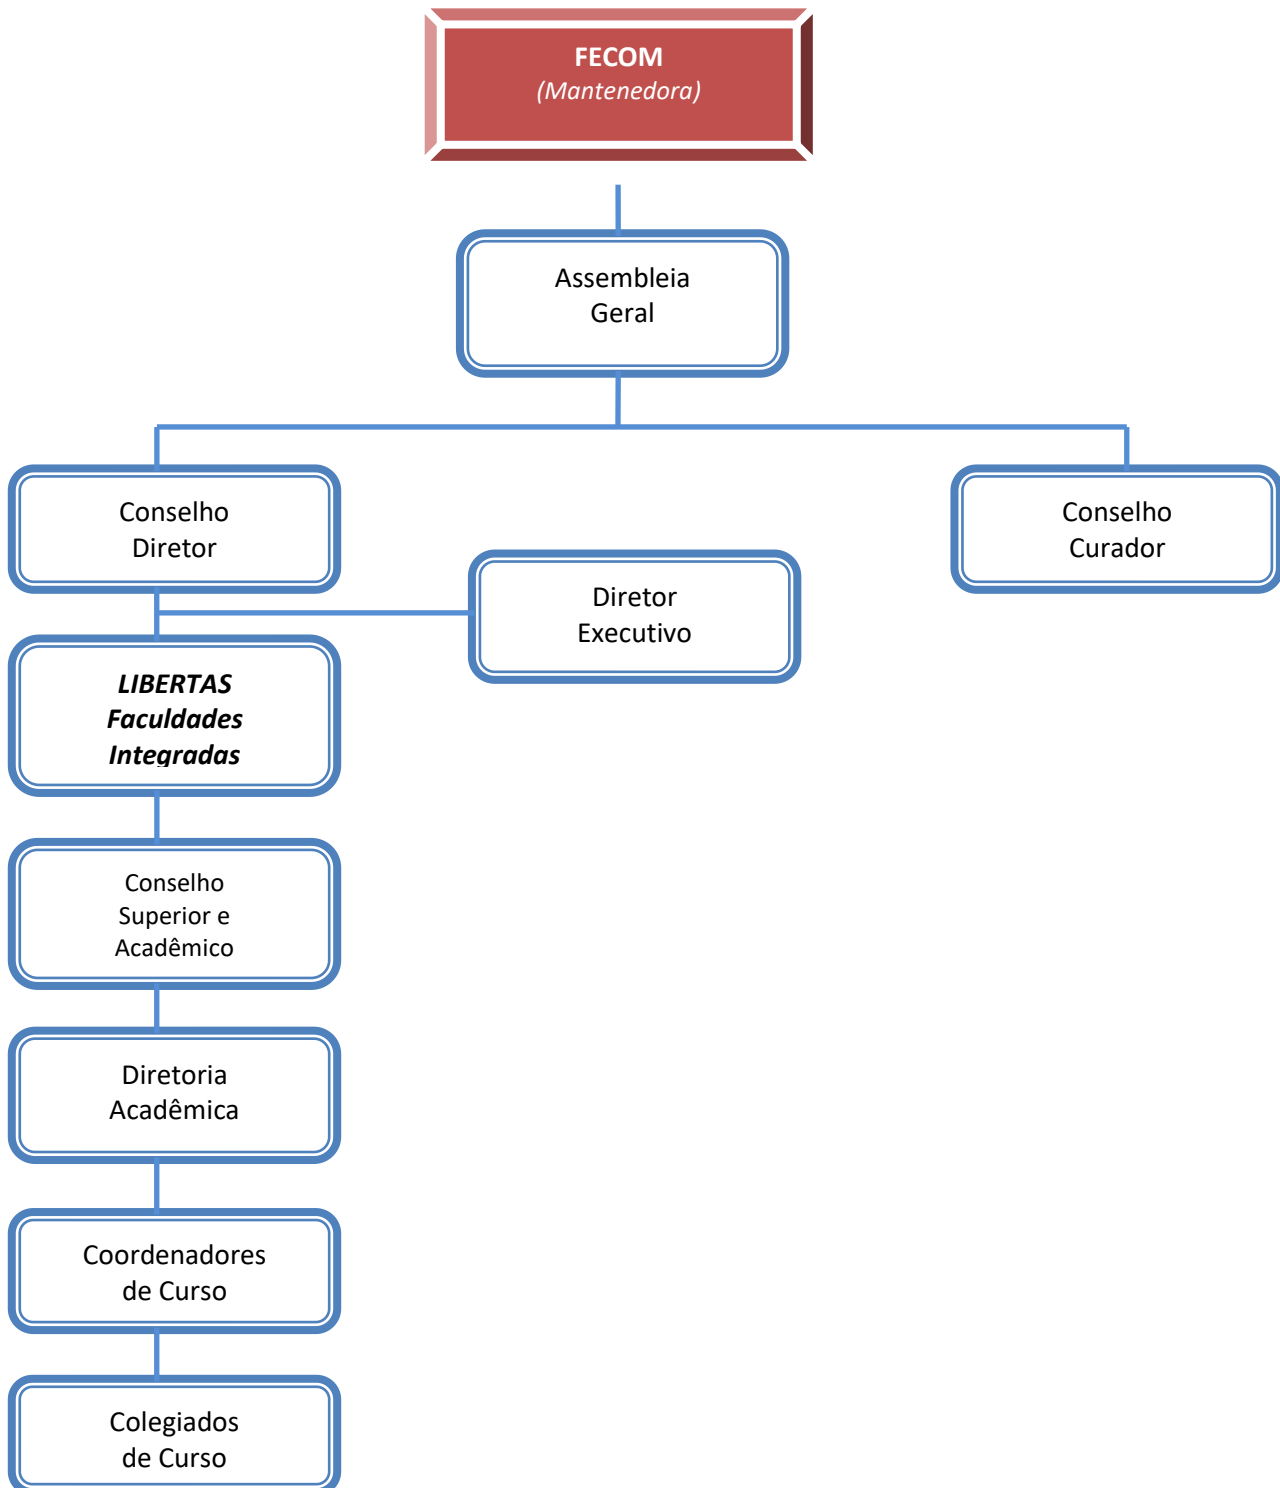 FECOM
(Mantenedora)
Assembleia
Geral
Conselho
Diretor
Conselho
Curador
Diretor
Executivo
LIBERTAS
Faculdades
Integradas
Conselho
Superior e
Acadêmico
Diretoria
Acadêmica
Coordenadores
de Curso
Colegiados
de Curso